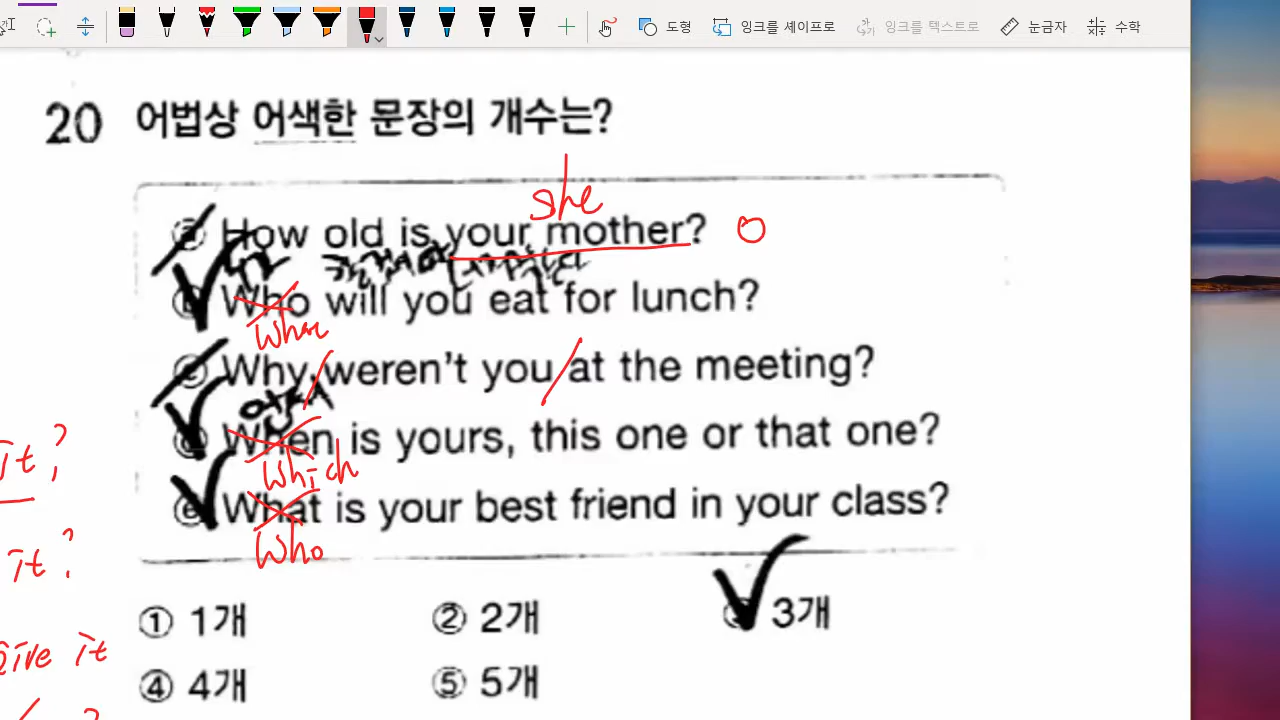 도형 잉크를 셰이프로 잉크를 텍스트로 눈금자 수학
20 어법상 어색한 문장의 개수는?
she
How old is your mother? O
Who will you eat for lunch?
What
Why weren't you at the meeting?
When is yours, this one or that one?
it?
which
ⓔ What is your best friend in your class?
who
it?
① 1개 ② 2개 3개
give it
④ 4개 ⑤ 5개
?